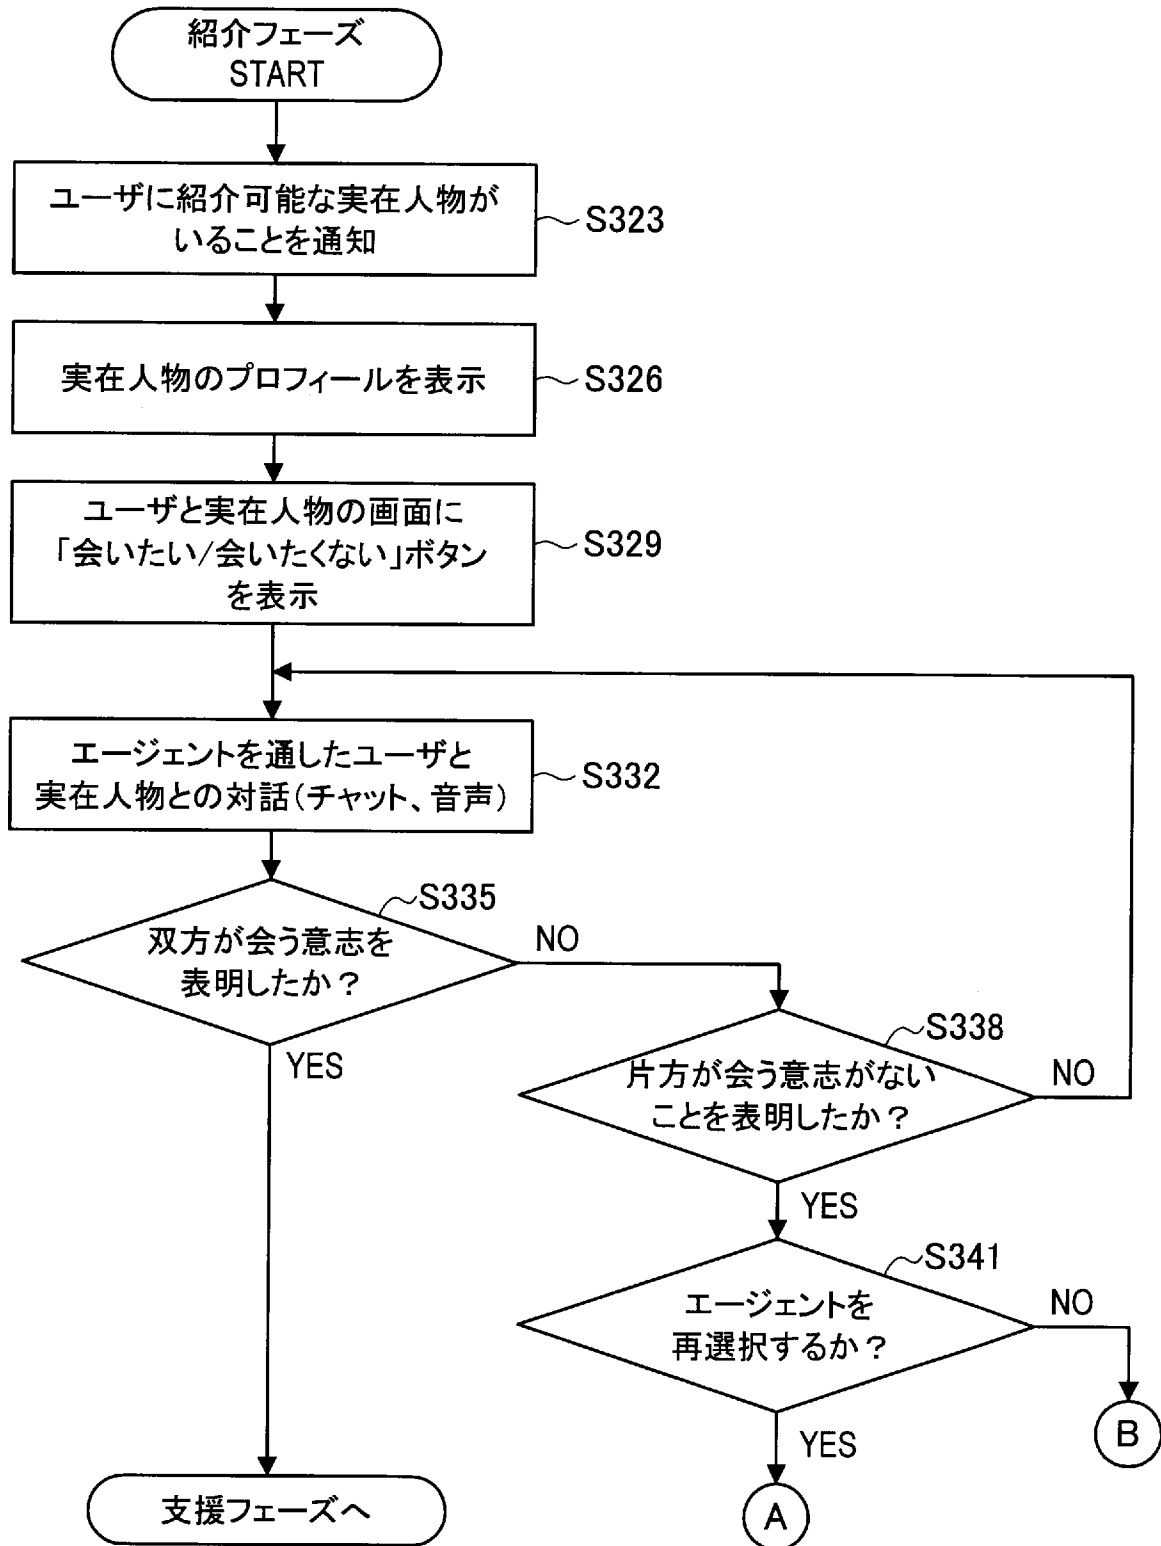 紹介フェーズ
START
ユーザに紹介可能な実在人物が
いることを通知
S323
実在人物のプロフィールを表示
S326
ユーザと実在人物の画面に
「会いたい/会いたくない」ボタン
を表示
S329
エージェントを通したユーザと
実在人物との対話(チャット、音声)
S332
S335
双方が会う意志を
表明したか?
NO
YES
S338
片方が会う意志がない
ことを表明したか?
NO
YES
S341
エージェントを
再選択するか?
NO
YES
B
A
支援フェーズへ